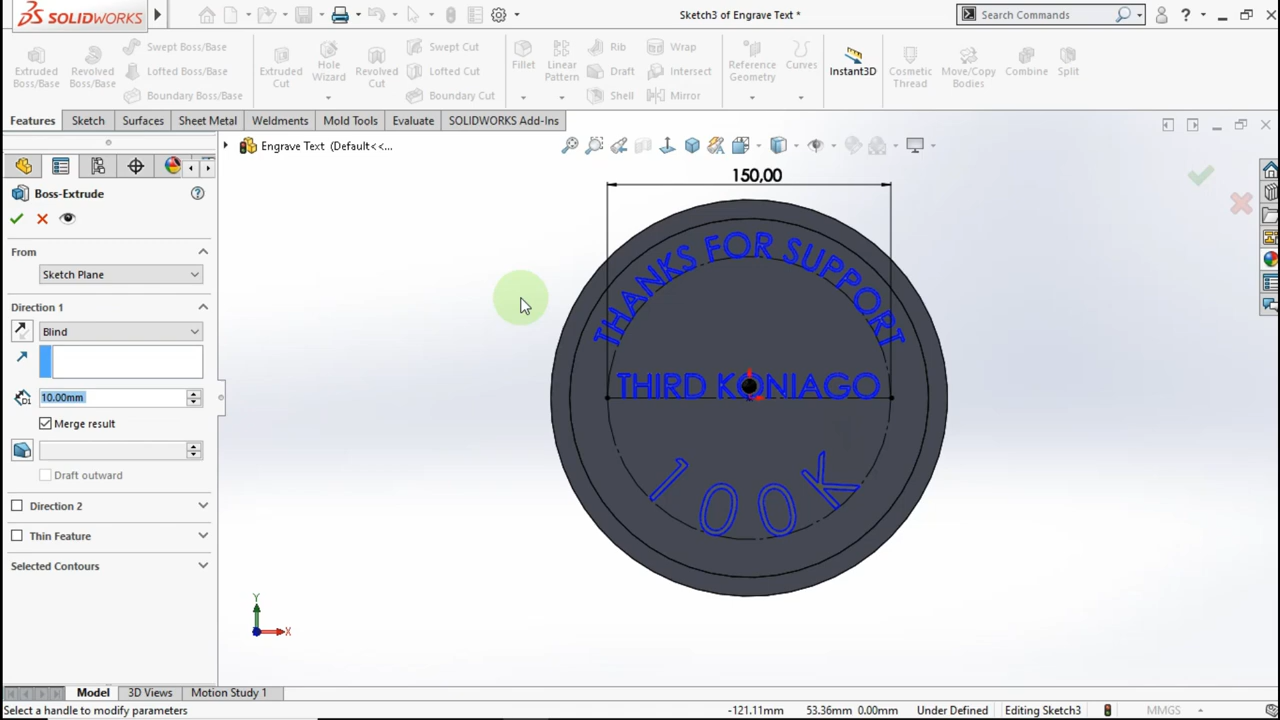 SOLIDWORKS
Sketch3 of Engrave Text *
Search Commands
Extruded Boss/Base
Revolved Boss/Base
Swept Boss/Base
Lofted Boss/Base
Boundary Boss/Base
Extruded Cut
Hole Wizard
Revolved Cut
Swept Cut
Lofted Cut
Boundary Cut
Fillet
Linear Pattern
Rib
Draft
Shell
Wrap
Intersect
Mirror
Reference Geometry
Curves
Instant3D
Cosmetic Thread
Move/Copy Bodies
Combine
Split
Features
Sketch
Surfaces
Sheet Metal
Weldments
Mold Tools
Evaluate
SOLIDWORKS Add-Ins
Engrave Text (Default<<...
Boss-Extrude
From
Sketch Plane
Direction 1
Blind
10.00mm
Merge result
Draft outward
Direction 2
Thin Feature
Selected Contours
150,00
THANKS FOR SUPPORT
THIRD KONIAGO
100K
Y
X
Model
3D Views
Motion Study 1
Select a handle to modify parameters
-121.11mm
53.36mm 0.00mm
Under Defined
Editing Sketch3
MMGS